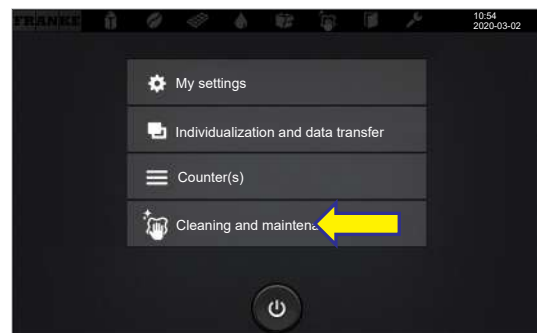 FRANKE
10:54
2020-03-02
My settings
Individualization and data transfer
Counter(s)
Cleaning and maintena